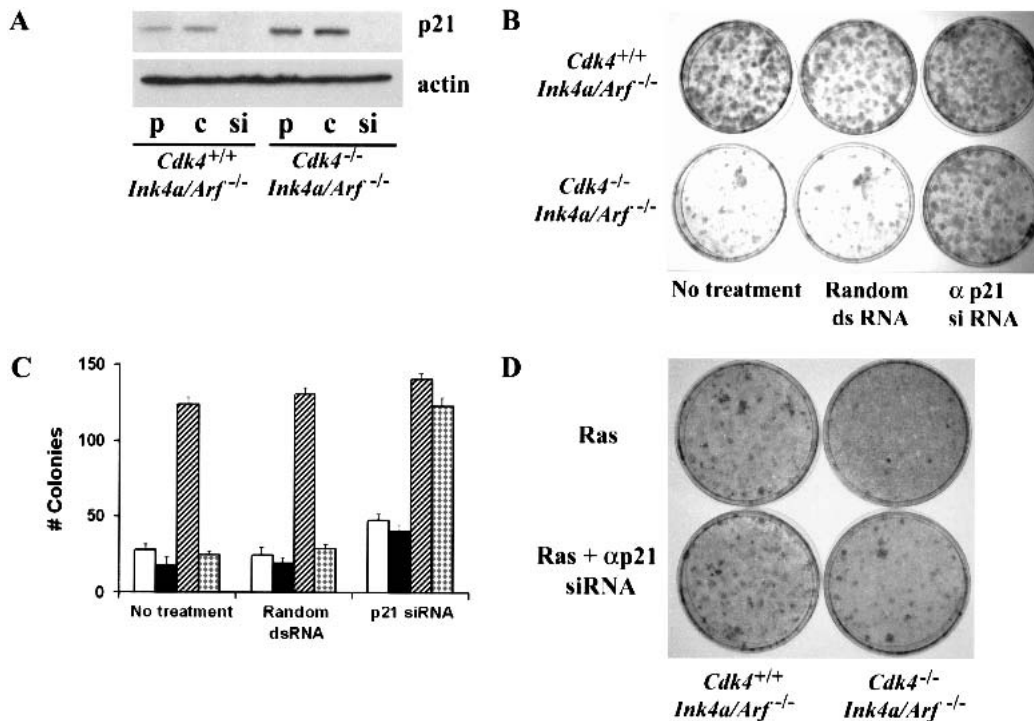 A
p21
actin
p c si p c si
Cdk4+/+ Cdk4-/-
Ink4a/Arf -/- Ink4a/Arf -/-
B
Cdk4+/+
Ink4a/Arf -/-
Cdk4-/-
Ink4a/Arf -/-
No treatment Random α p21
ds RNA si RNA
C
# Colonies
150
100
50
0
No treatment Random p21 siRNA
dsRNA
D
Ras
Ras + αp21
siRNA
Cdk4+/+ Cdk4-/-
Ink4a/Arf -/- Ink4a/Arf -/-